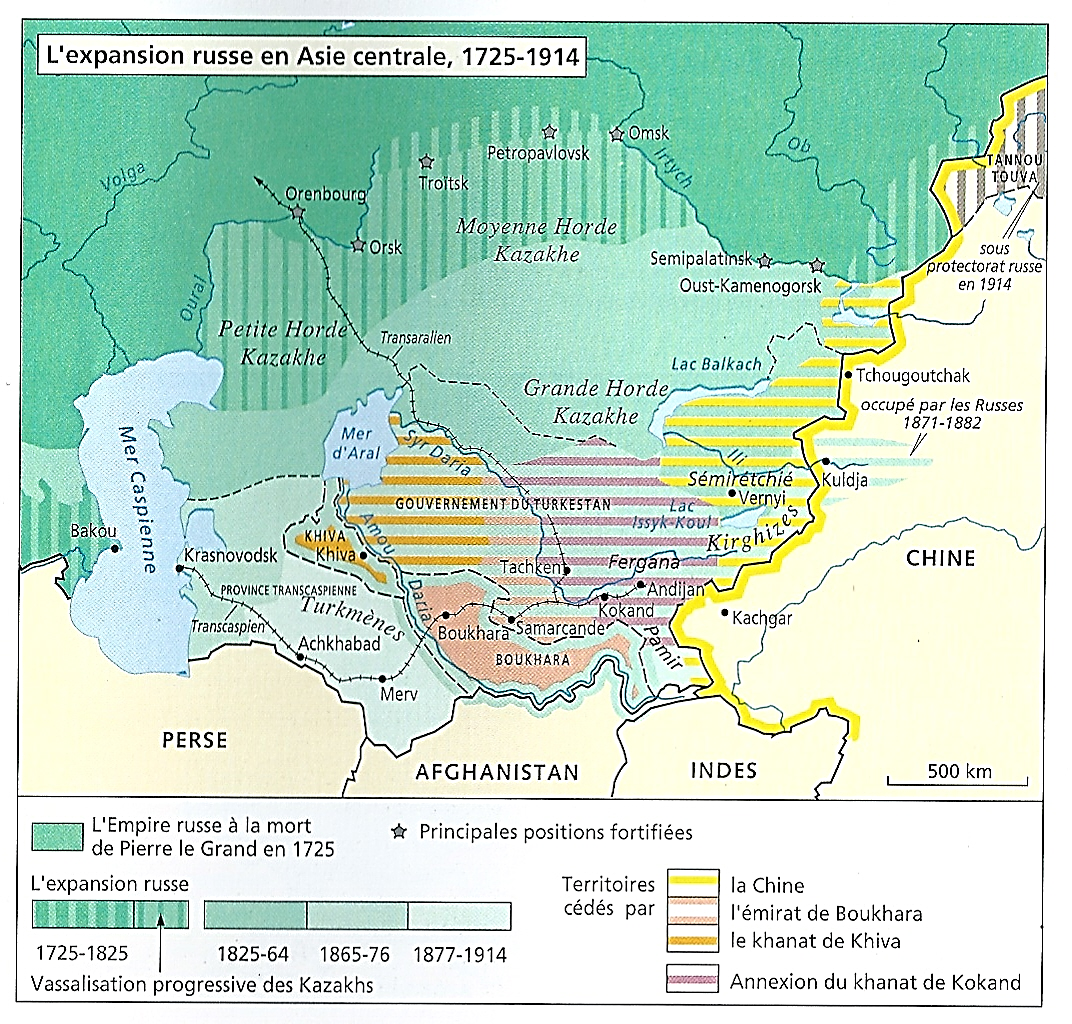 L'expansion russe en Asie centrale, 1725-1914
Volga
Ob
Irtych
Oural
Omsk
Petropavlovsk
Troïtsk
Orenbourg
Orsk
TANNOU
TOUVA
Moyenne Horde
Kazakhe
Semipalatinsk
Oust-Kamenogorsk
sous
protectorat russe
en 1914
Petite Horde
Kazakhe
Transaralien
Lac Balkach
Grande Horde
Kazakhe
Tchougoutchak
occupé par les Russes
1871-1882
Mer Caspienne
Mer
d'Aral
Syr Daria
Ili
Sémirétchié
Vernyi
Kuldja
GOUVERNEMENT DU TURKESTAN
Lac
Issyk-Koul
Kirghizes
Bakou
Krasnovodsk
KHIVA
Khiva
Amou
Daria
Tachkent
Fergana
Andijan
Kokand
CHINE
Kachgar
PROVINCE TRANSCASPIENNE
Turkmènes
Transcaspien
Achkhabad
Merv
Boukhara
Samarcande
BOUKHARA
Pamir
PERSE
AFGHANISTAN
INDES
500 km
L'Empire russe à la mort
de Pierre le Grand en 1725
Principales positions fortifiées
L'expansion russe
1725-1825
1825-64
1865-76
1877-1914
Vassalisation progressive des Kazakhs
Territoires
cédés par
la Chine
l'émirat de Boukhara
le khanat de Khiva
Annexion du khanat de Kokand